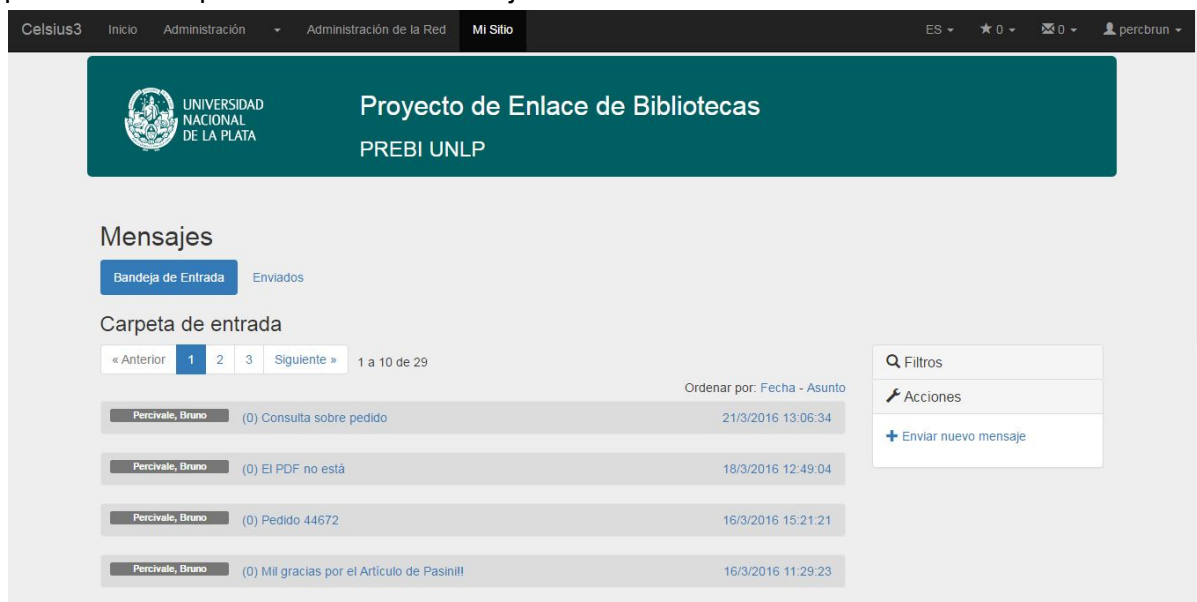 Celsius3 Inicio Administración Administración de la Red Mi Sitio ES 0 0 percbrun
UNIVERSIDAD
NACIONAL
DE LA PLATA
Proyecto de Enlace de Bibliotecas
PREBI UNLP
Mensajes
Bandeja de Entrada Enviados
Carpeta de entrada
« Anterior 1 2 3 Siguiente » 1 a 10 de 29
Ordenar por: Fecha - Asunto
Percivale, Bruno (0) Consulta sobre pedido 21/3/2016 13:06:34
Percivale, Bruno (0) El PDF no está 18/3/2016 12:49:04
Percivale, Bruno (0) Pedido 44672 16/3/2016 15:21:21
Percivale, Bruno (0) Mil gracias por el Artículo de Pasini!! 16/3/2016 11:29:23
Filtros
Acciones
Enviar nuevo mensaje